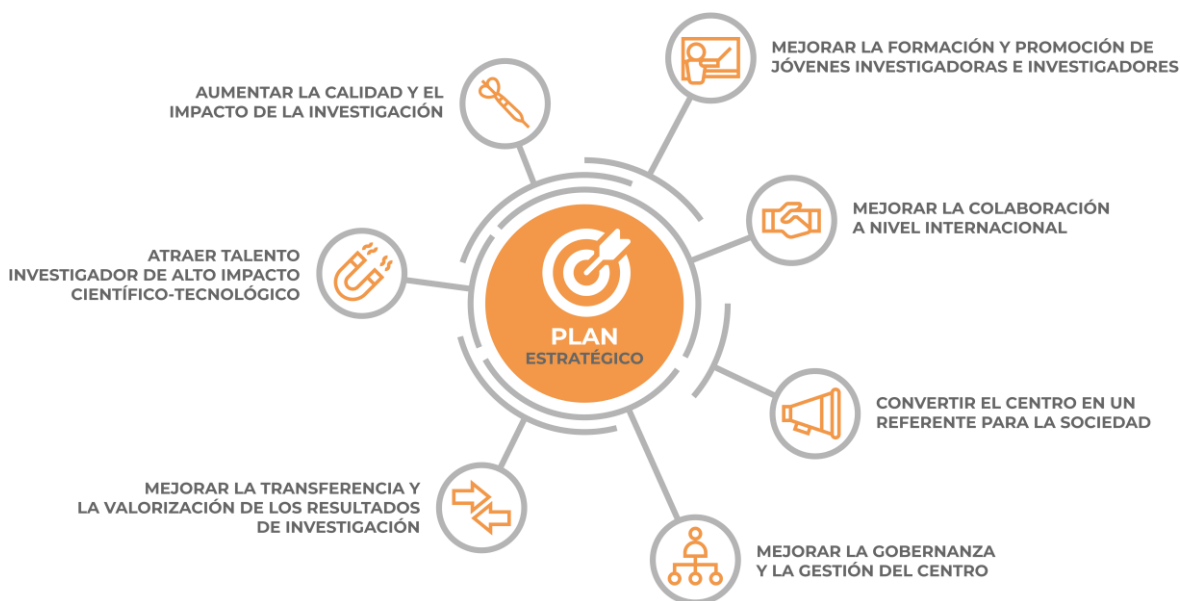 MEJORAR LA FORMACIÓN Y PROMOCIÓN DE
JÓVENES INVESTIGADORAS E INVESTIGADORES
AUMENTAR LA CALIDAD Y EL
IMPACTO DE LA INVESTIGACIÓN
MEJORAR LA COLABORACIÓN
A NIVEL INTERNACIONAL
ATRAER TALENTO
INVESTIGADOR DE ALTO IMPACTO
CIENTÍFICO-TECNOLÓGICO
PLAN
ESTRATÉGICO
CONVERTIR EL CENTRO EN UN
REFERENTE PARA LA SOCIEDAD
MEJORAR LA TRANSFERENCIA Y
LA VALORIZACIÓN DE LOS RESULTADOS
DE INVESTIGACIÓN
MEJORAR LA GOBERNANZA
Y LA GESTIÓN DEL CENTRO